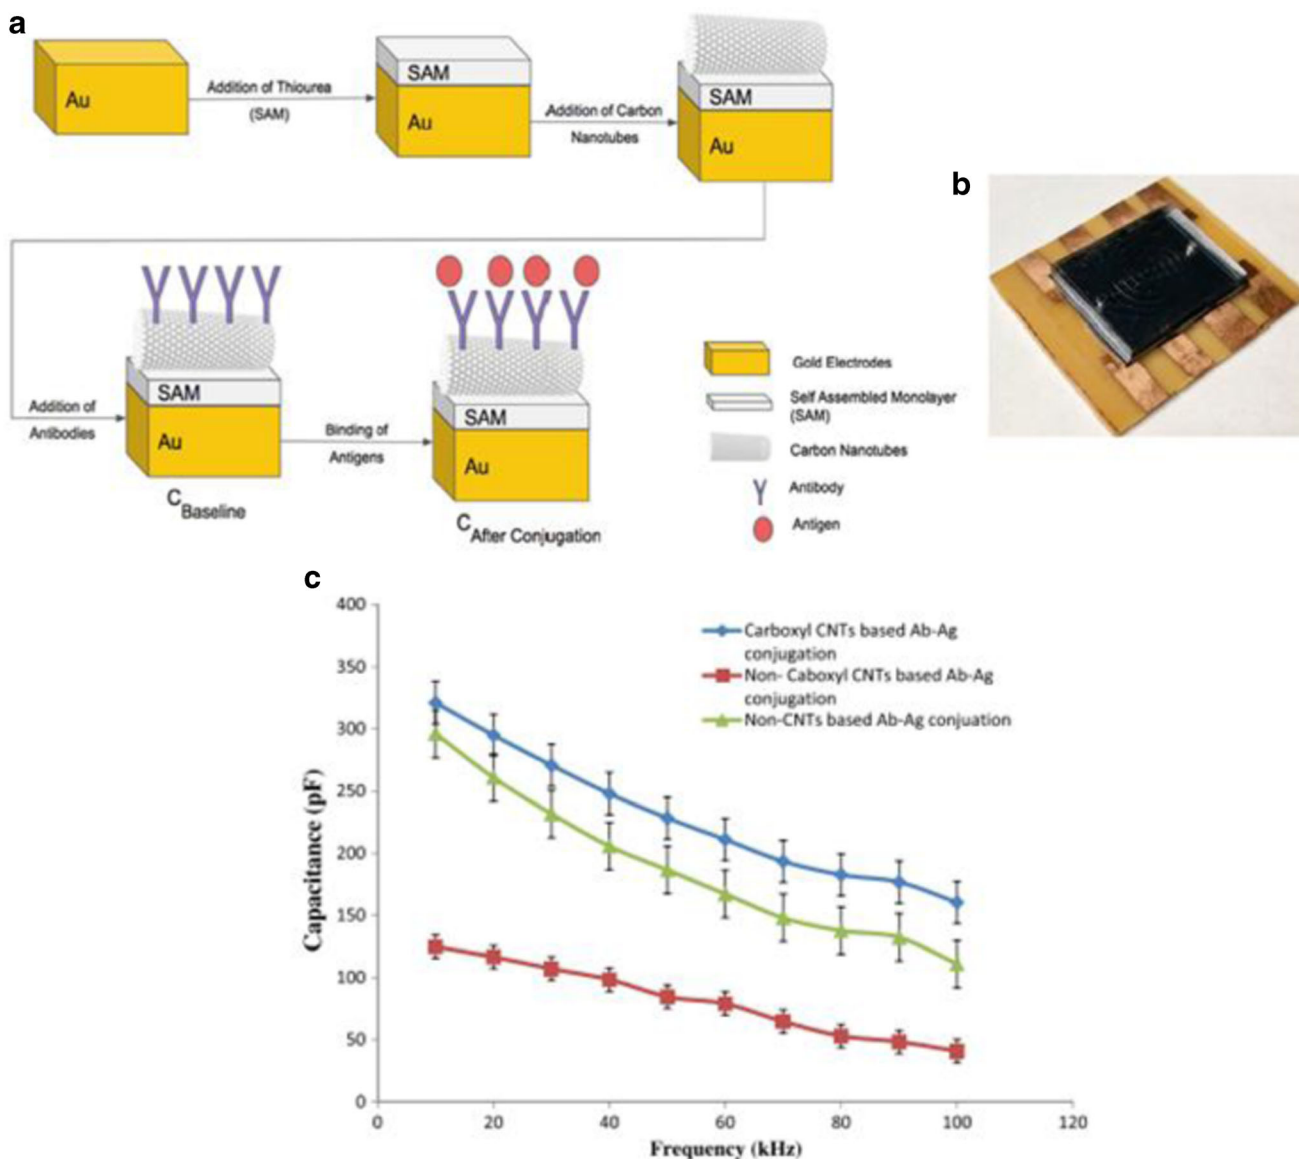 a
Au
Addition of Thiourea
(SAM)
SAM
Au
Addition of Carbon
Nanotubes
SAM
Au
b
Addition of
Antibodies
SAM
Au
C Baseline
Binding of
Antigens
SAM
Au
C After Conjugation
Gold Electrodes
Self Assembled Monolayer
(SAM)
Carbon Nanotubes
Antibody
Antigen
c
Capacitance (pF)
400
350
300
250
200
150
100
50
0
Carboxyl CNTs based Ab-Ag
conjugation
Non- Caboxyl CNTs based Ab-Ag
conjugation
Non-CNTs based Ab-Ag conjuation
0 20 40 60 80 100 120
Frequency (kHz)